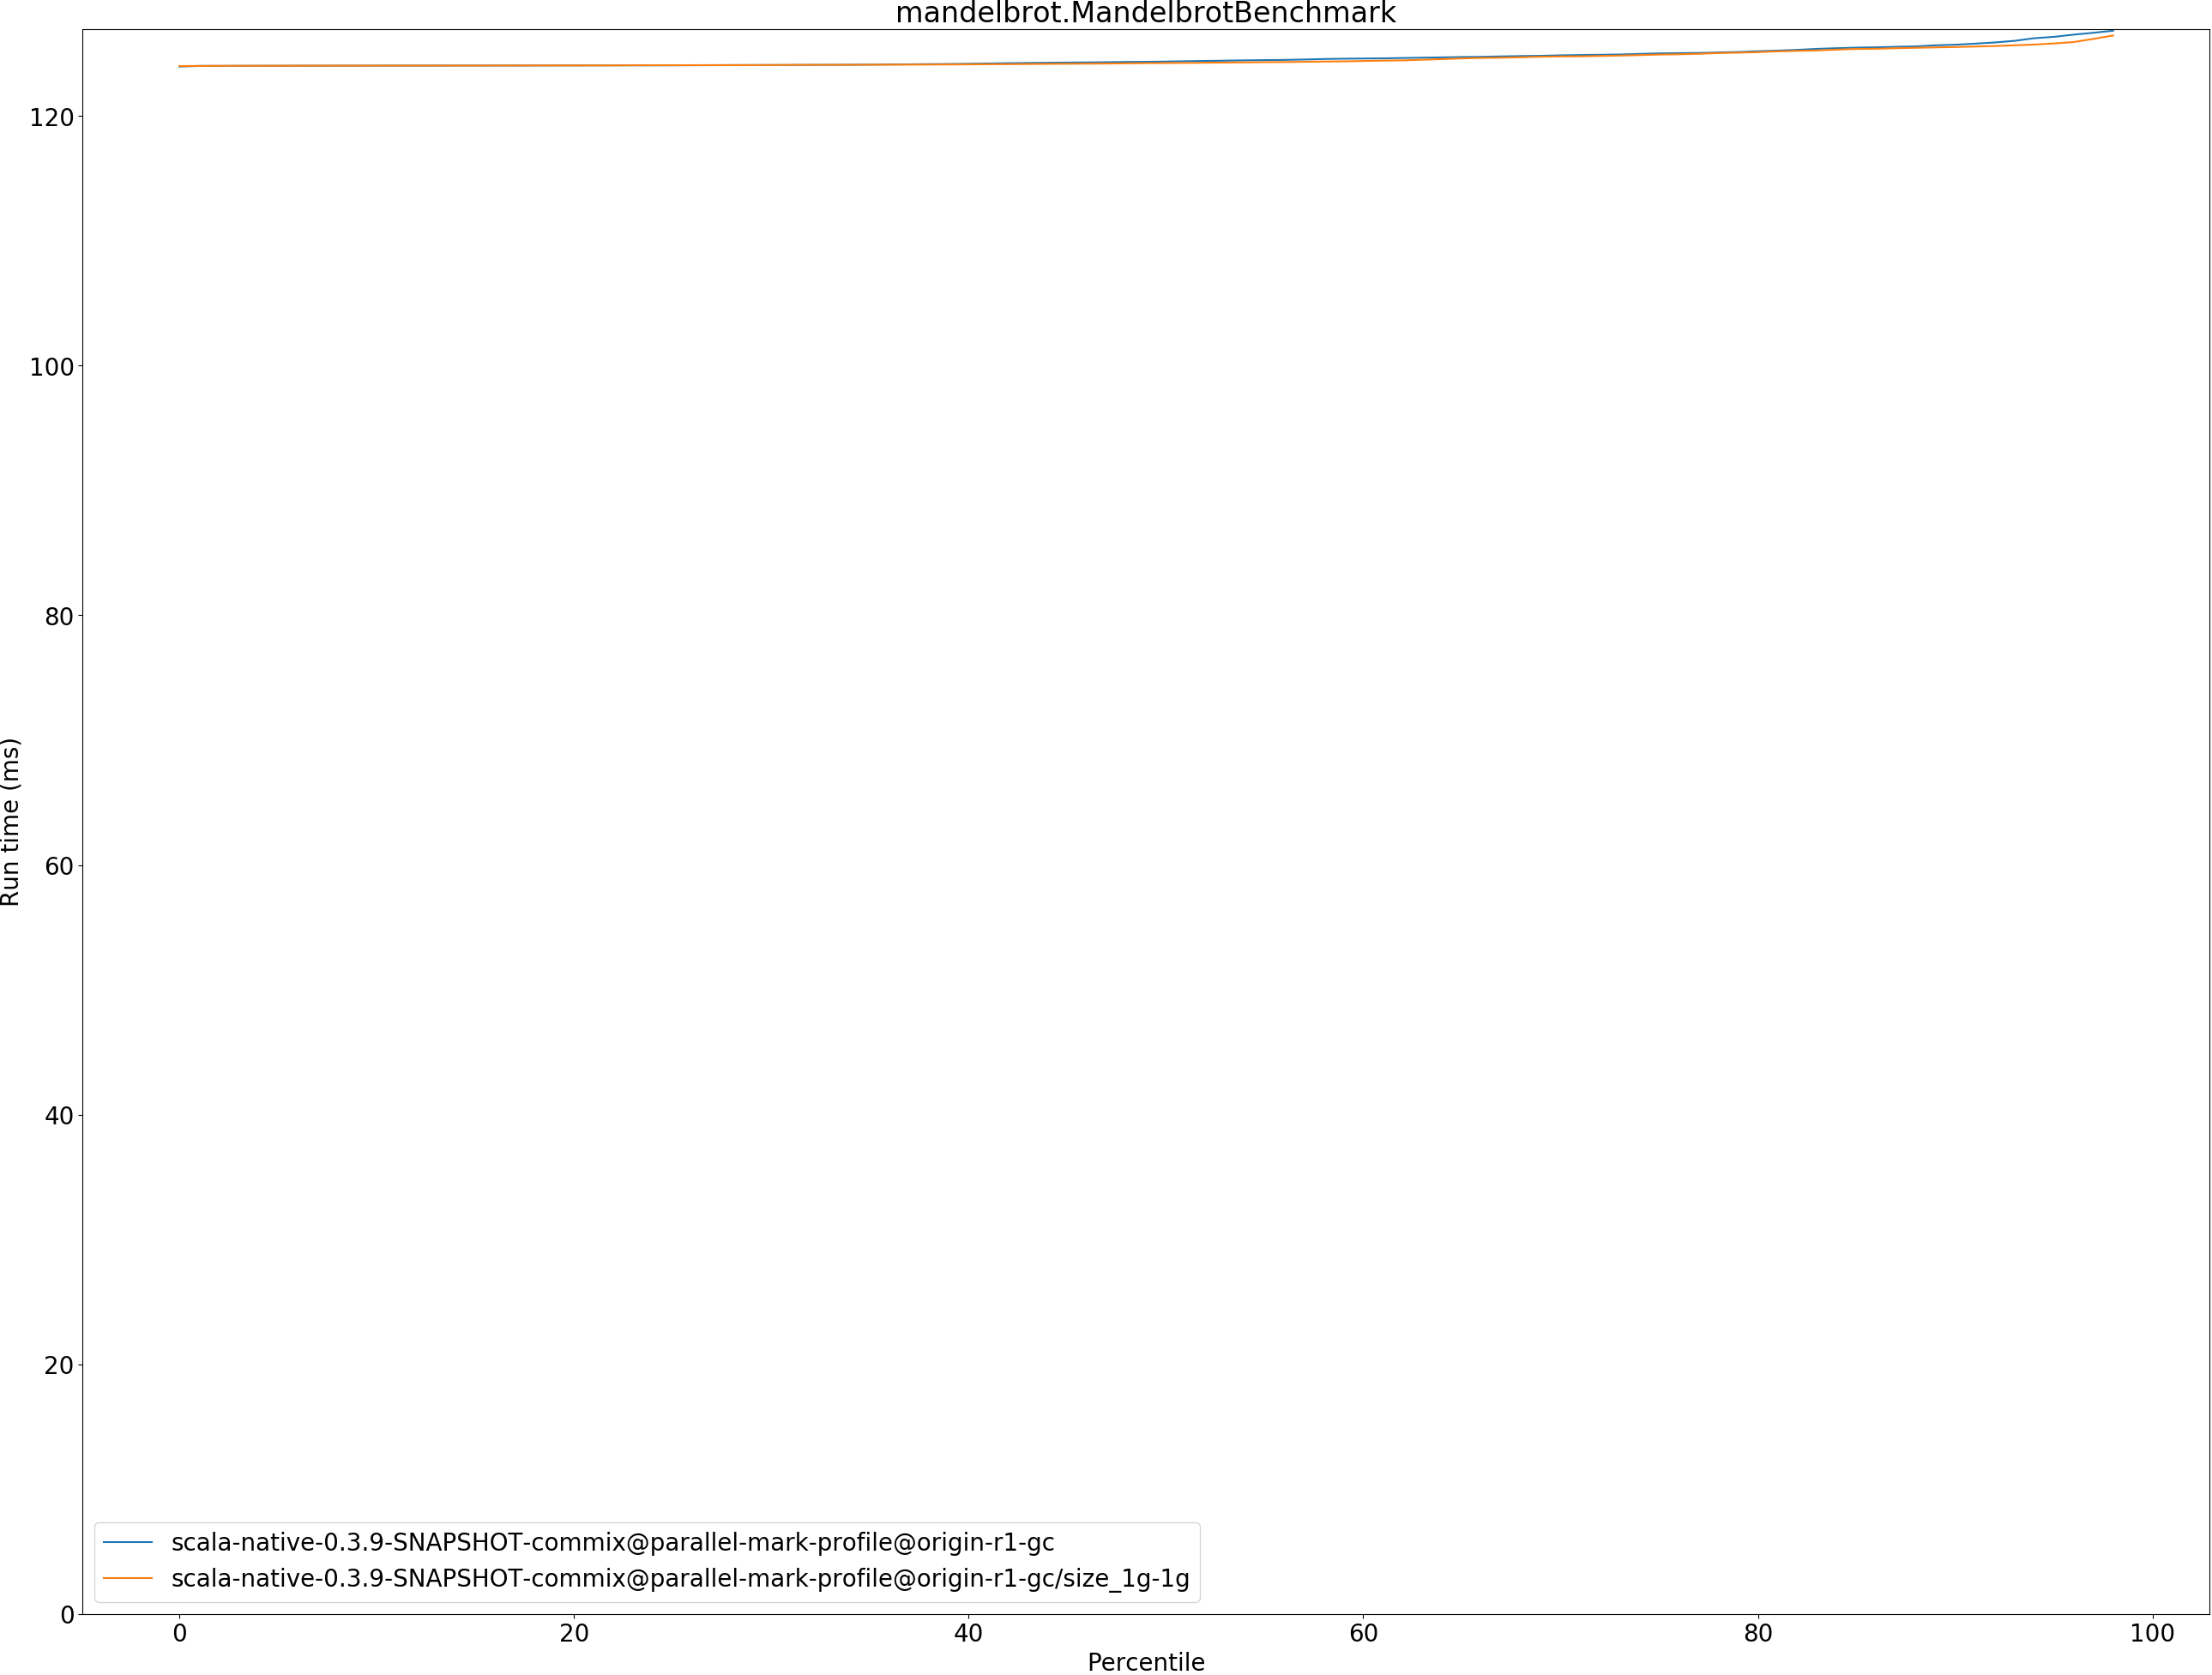 mandelbrot.MandelbrotBenchmark
120
100
80
60
40
20
0
Run time (ms)
scala-native-0.3.9-SNAPSHOT-commix@parallel-mark-profile@origin-r1-gc
scala-native-0.3.9-SNAPSHOT-commix@parallel-mark-profile@origin-r1-gc/size_1g-1g
0 20 40 60 80 100
Percentile